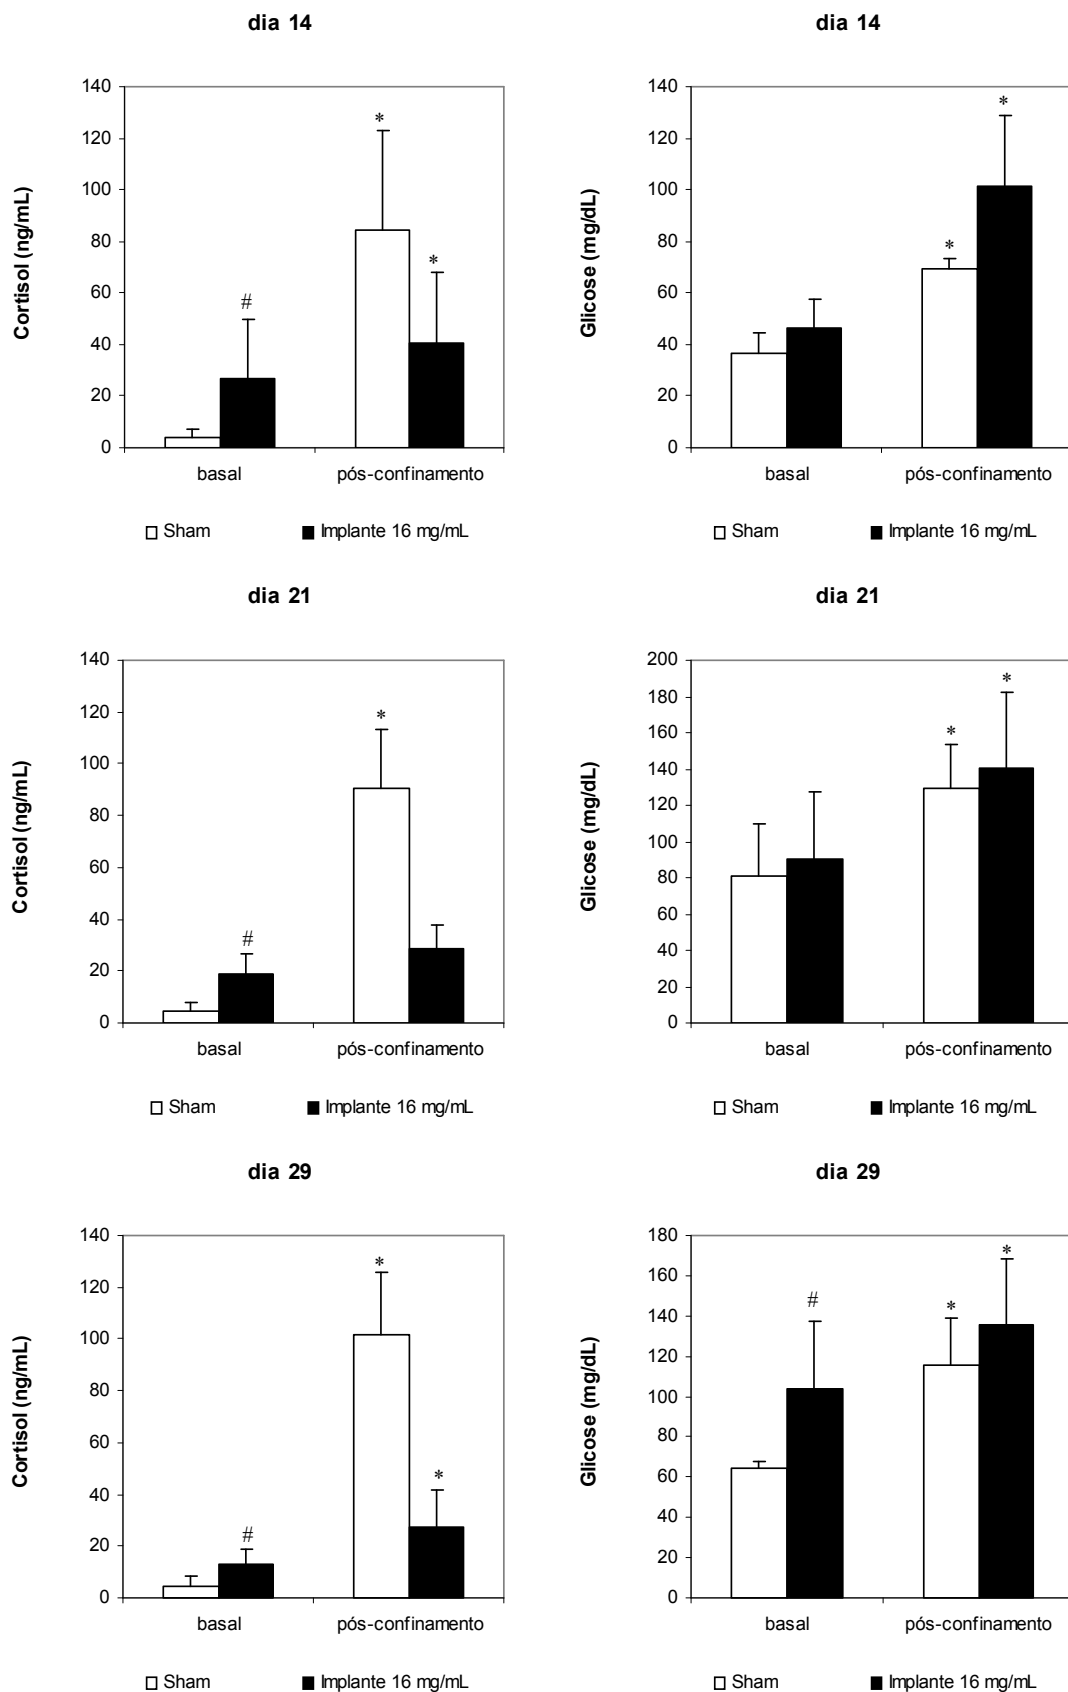 dia 14
140
120
100
80
60
40
20
0
Cortisol (ng/mL)
*
*
#
basal
pós-confinamento
Sham
Implante 16 mg/mL
dia 14
140
120
100
80
60
40
20
0
Glicose (mg/dL)
*
*
basal
pós-confinamento
Sham
Implante 16 mg/mL
dia 21
140
120
100
80
60
40
20
0
Cortisol (ng/mL)
*
#
basal
pós-confinamento
Sham
Implante 16 mg/mL
dia 21
200
180
160
140
120
100
80
60
40
20
0
Glicose (mg/dL)
*
*
basal
pós-confinamento
Sham
Implante 16 mg/mL
dia 29
140
120
100
80
60
40
20
0
Cortisol (ng/mL)
*
*
#
basal
pós-confinamento
Sham
Implante 16 mg/mL
dia 29
180
160
140
120
100
80
60
40
20
0
Glicose (mg/dL)
*
#
*
basal
pós-confinamento
Sham
Implante 16 mg/mL